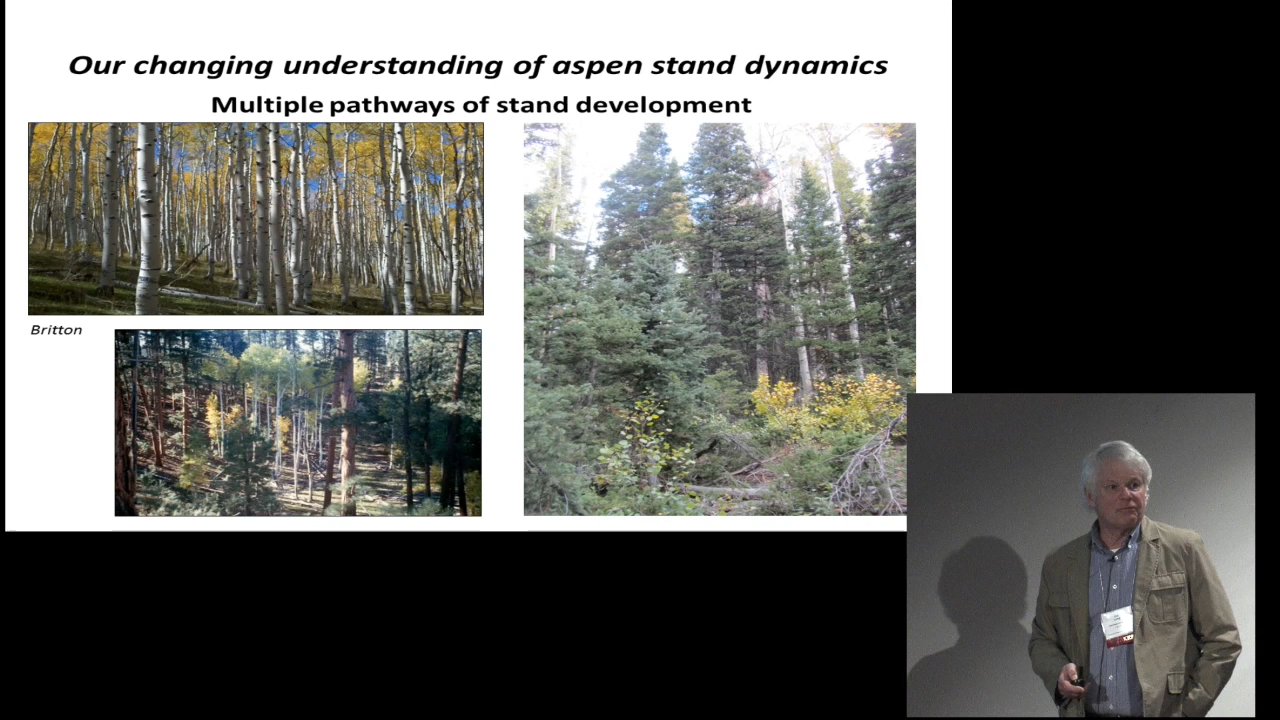 Our changing understanding of aspen stand dynamics
Multiple pathways of stand development
Britton